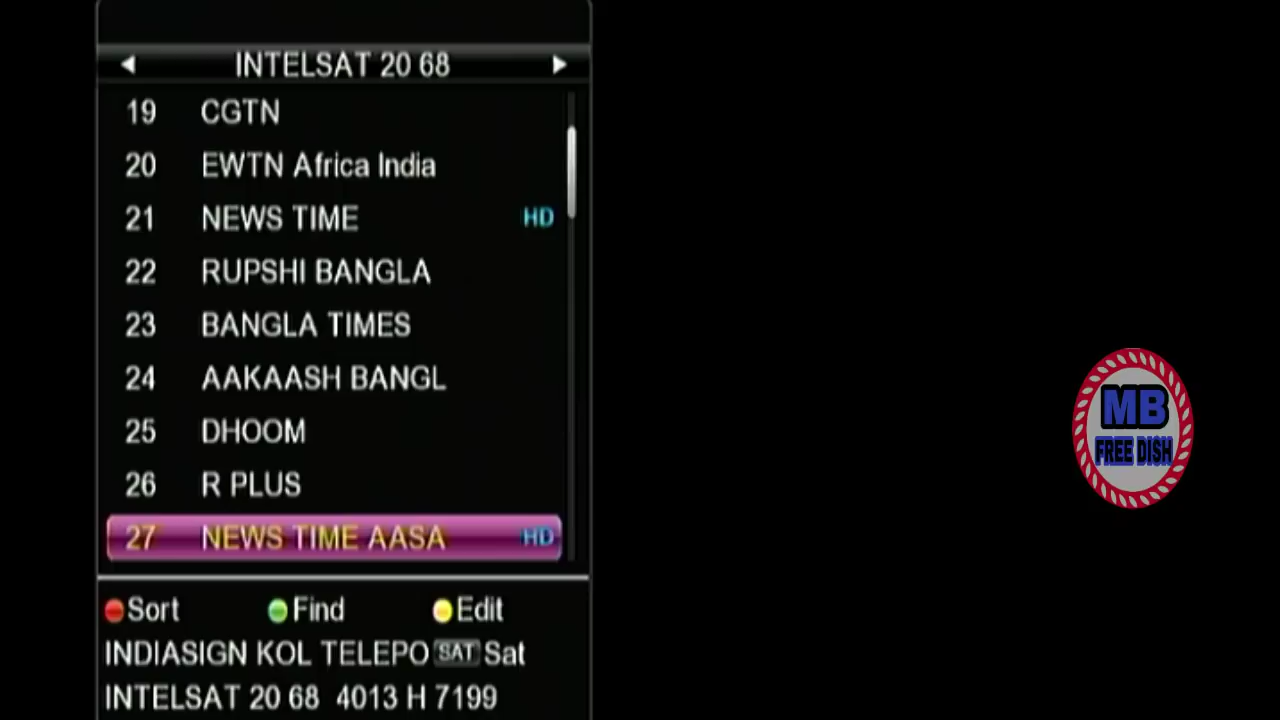 INTELSAT 20 68
19 CGTN
20 EWTN Africa India
21 NEWS TIME HD
22 RUPSHI BANGLA
23 BANGLA TIMES
24 AAKAASH BANGL
25 DHOOM
26 R PLUS
27 NEWS TIME AASA HD
Sort Find Edit
INDIASIGN KOL TELEPO SAT Sat
INTELSAT 20 68 4013 H 7199
MB
FREE DISH